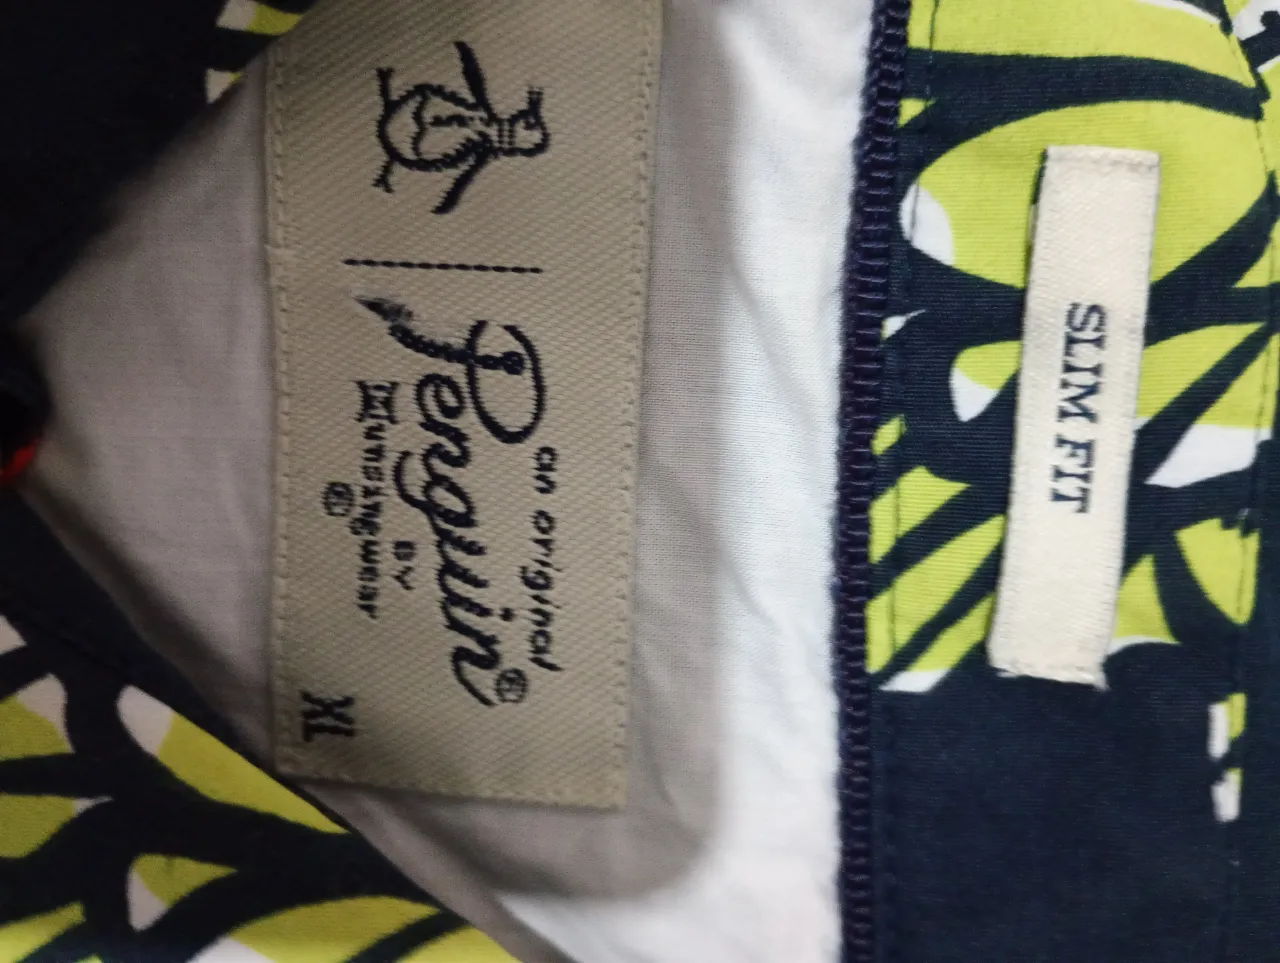 an original
Penguin®
BY
Munsingwear®
XL
SLIM FIT